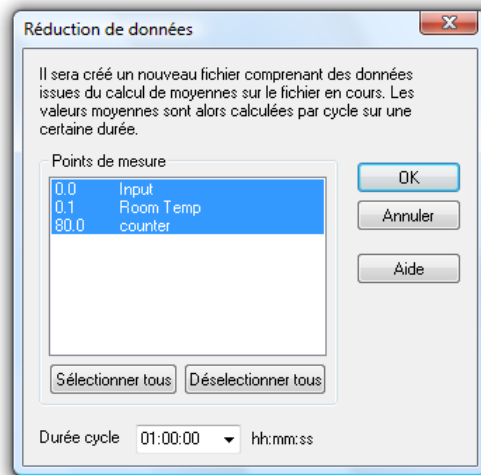 Réduction de données
Il sera créé un nouveau fichier comprenant des données
issues du calcul de moyennes sur le fichier en cours. Les
valeurs moyennes sont alors calculées par cycle sur une
certaine durée.
Points de mesure
0.0 Input
0.1 Room Temp
80.0 counter
OK
Annuler
Aide
Sélectionner tous Déselectionner tous
Durée cycle 01:00:00 hh:mm:ss